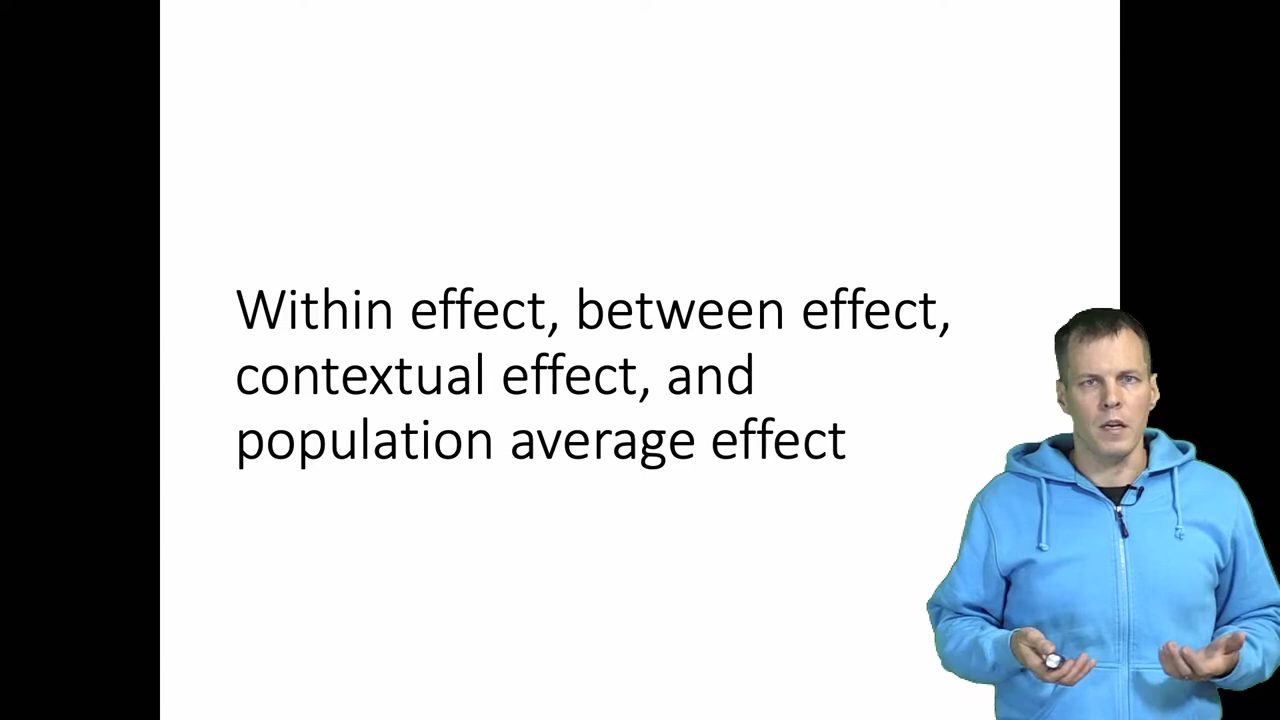 Within effect, between effect,
contextual effect, and
population average effect